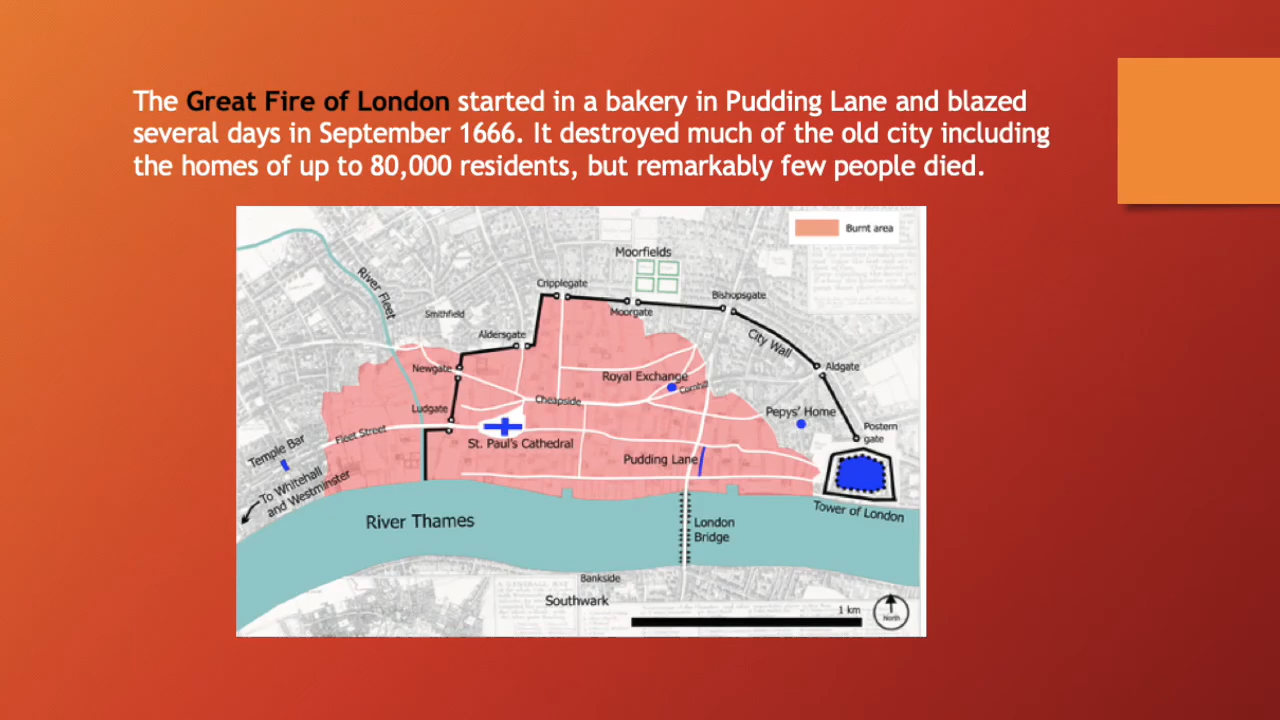 The Great Fire of London started in a bakery in Pudding Lane and blazed
several days in September 1666. It destroyed much of the old city including
the homes of up to 80,000 residents, but remarkably few people died.
Burnt area
Moorfields
River Fleet
Cripplegate
Bishopsgate
Smithfield
Moorgate
Aldersgate
City Wall
Newgate
Aldgate
Royal Exchange
Cornhill
Cheapside
Ludgate
Pepys' Home
Fleet Street
Postern
gate
St. Paul's Cathedral
Temple Bar
Pudding Lane
To Whitehall
and Westminster
Tower of London
River Thames
London
Bridge
Bankside
Southwark
1 km
North